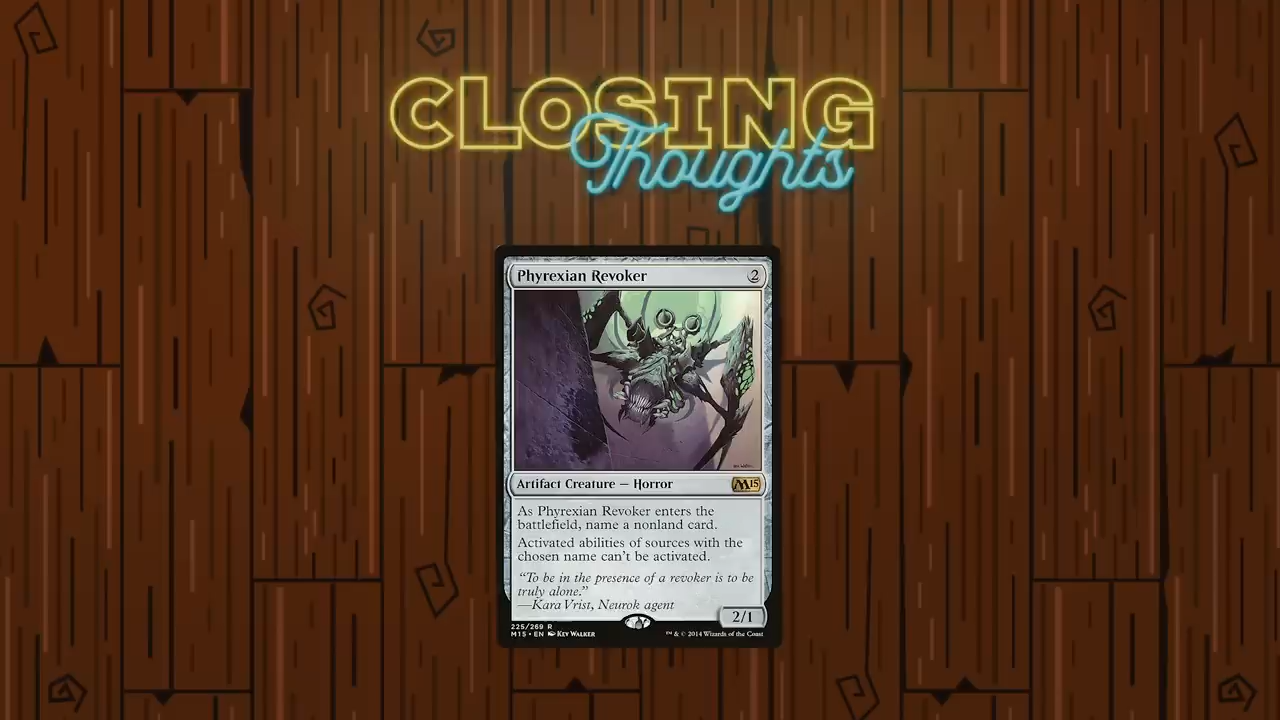 CLOSING
Thoughts
Phyrexian Revoker 2
Artifact Creature — Horror M15
As Phyrexian Revoker enters the
battlefield, name a nonland card.
Activated abilities of sources with the
chosen name can't be activated.
"To be in the presence of a revoker is to be
truly alone."
—Kara Vrist, Neurok agent
2/1
225/269 R
M15 • EN Kev Walker ™ & © 2014 Wizards of the Coast